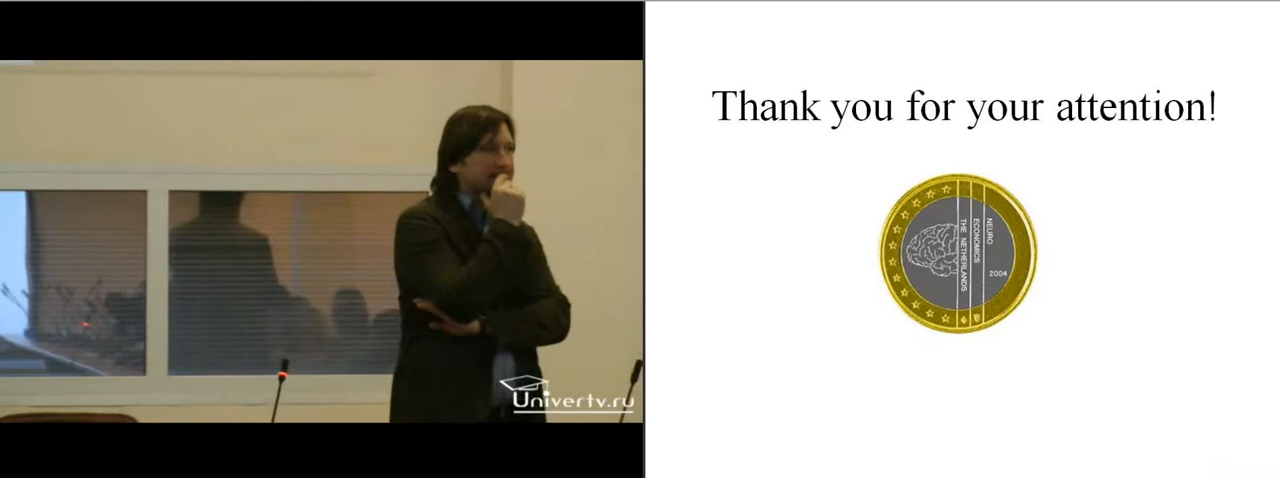 Thank you for your attention!
NEURO
ECONOMICS
THE NETHERLANDS
2004
Univertv.ru